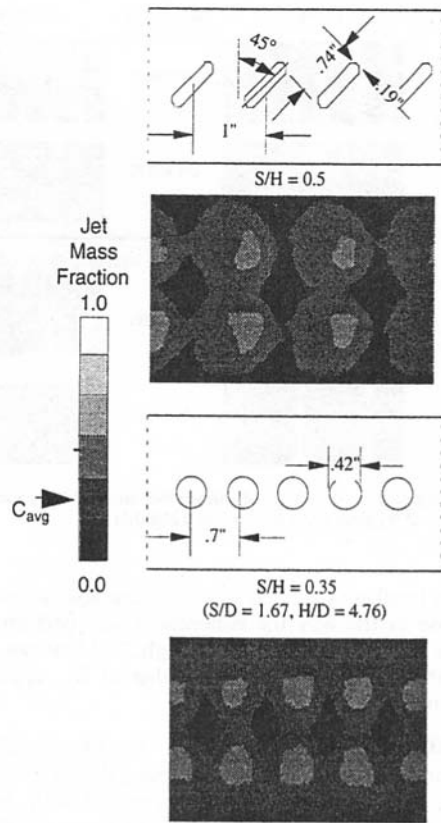 45°
.74"
.19"
1"
S/H = 0.5
Jet
Mass
Fraction
1.0
C avg
0.0
.42"
.7"
S/H = 0.35
(S/D = 1.67, H/D = 4.76)